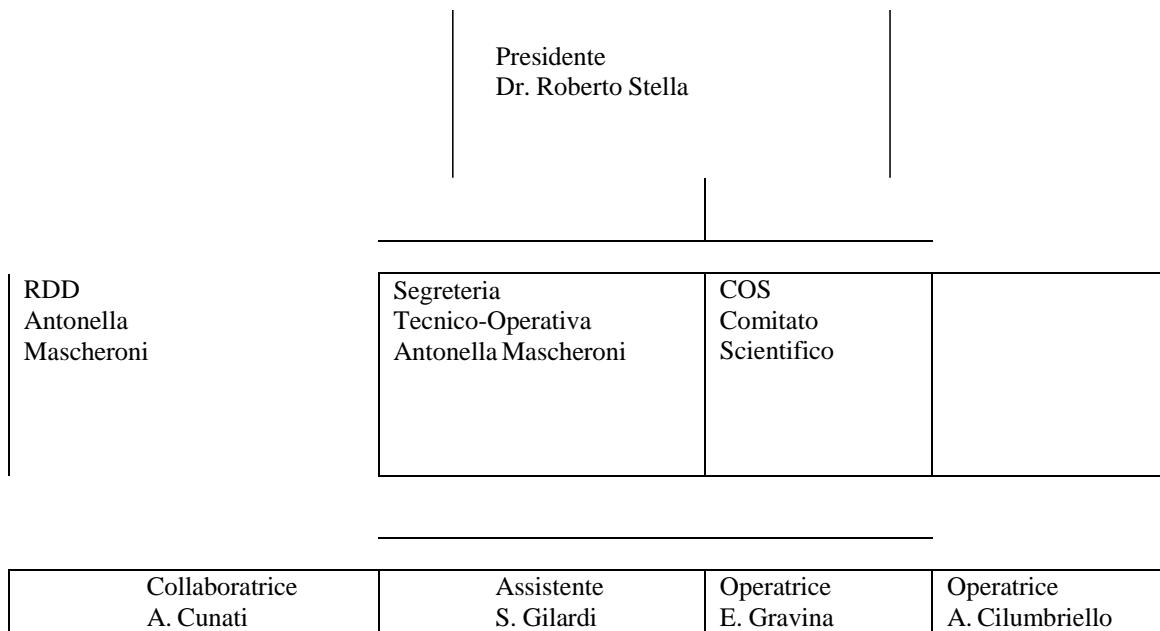 Presidente
Dr. Roberto Stella
RDD
Antonella
Mascheroni
Segreteria
Tecnico-Operativa
Antonella Mascheroni
COS
Comitato
Scientifico
Collaboratrice
A. Cunati
Assistente
S. Gilardi
Operatrice
E. Gravina
Operatrice
A. Cilumbriello